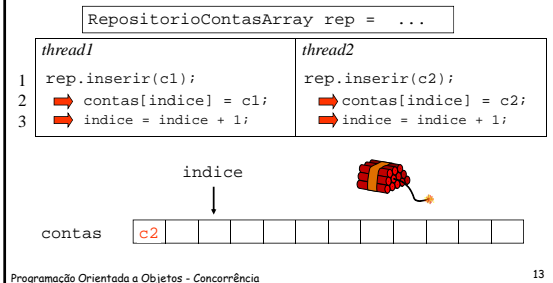 RepositorioContasArray rep = ...
thread1 thread2
1 rep.inserir(c1); rep.inserir(c2);
2 contas[indice] = c1; contas[indice] = c2;
3 indice = indice + 1; indice = indice + 1;
indice
contas c2
Programação Orientada a Objetos - Concorrência 13